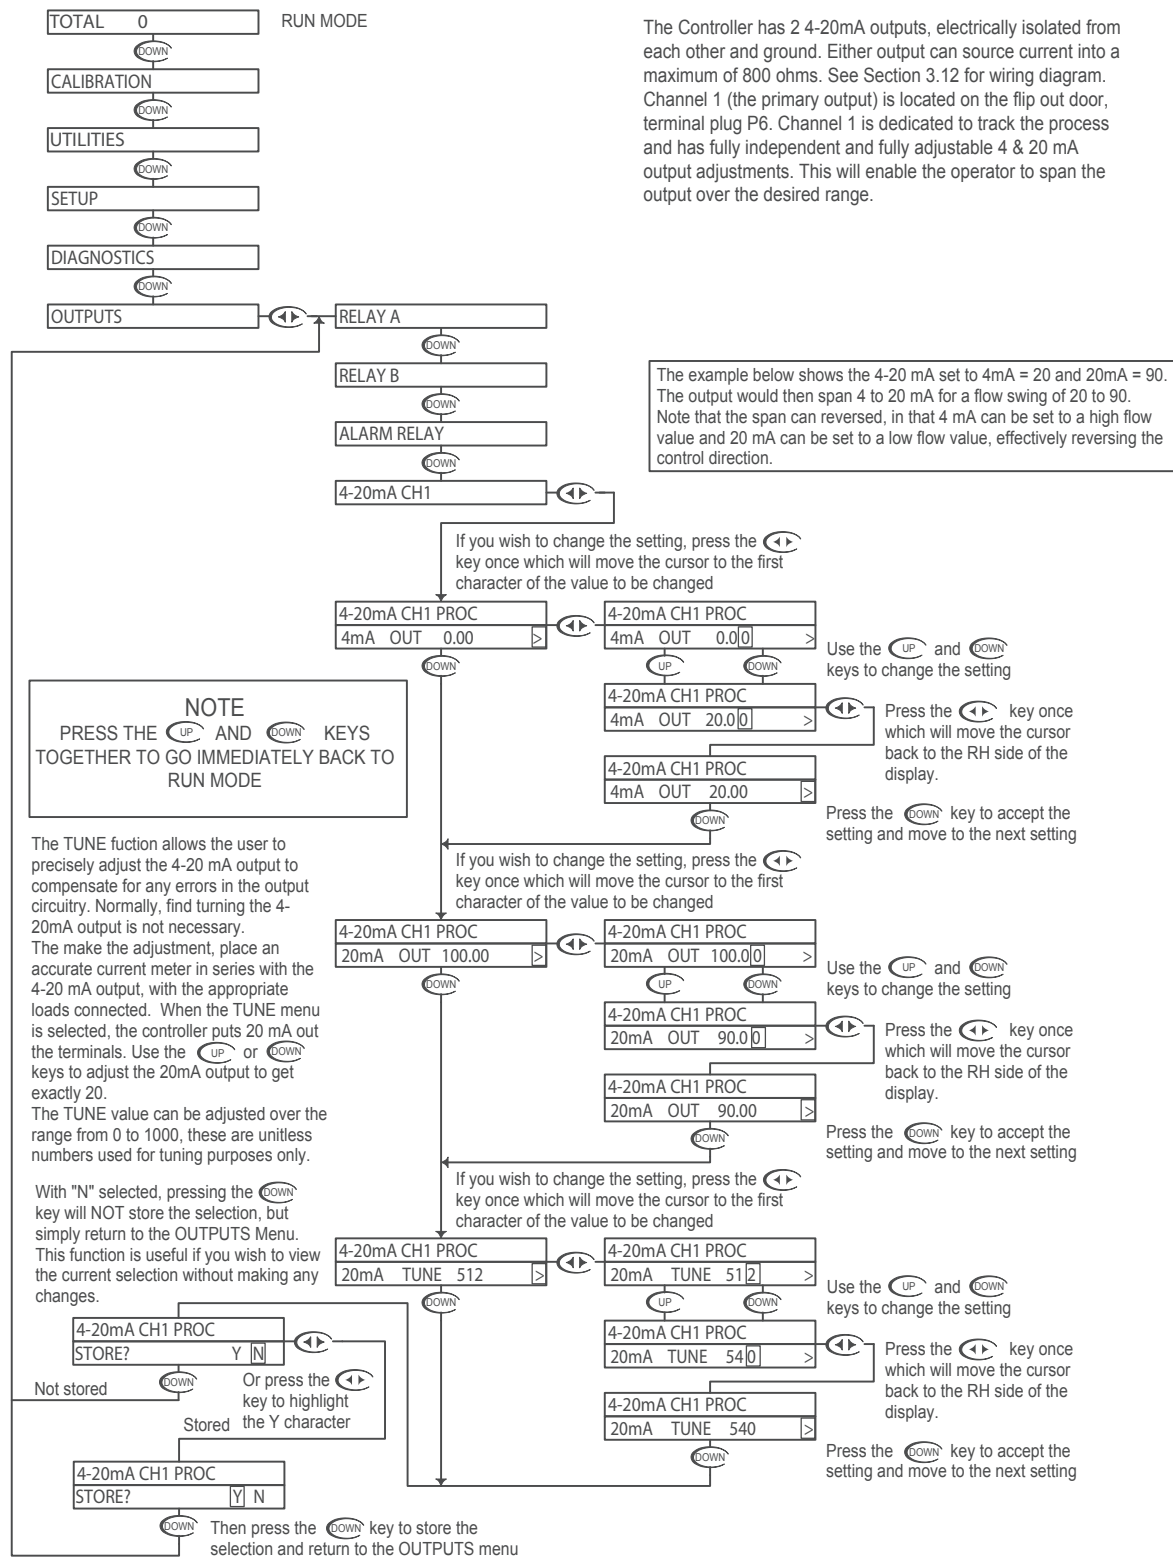 TOTAL 0
RUN MODE
DOWN
CALIBRATION
DOWN
UTILITIES
DOWN
SETUP
DOWN
DIAGNOSTICS
DOWN
OUTPUTS
The Controller has 2 4-20mA outputs, electrically isolated from
each other and ground. Either output can source current into a
maximum of 800 ohms. See Section 3.12 for wiring diagram.
Channel 1 (the primary output) is located on the flip out door,
terminal plug P6. Channel 1 is dedicated to track the process
and has fully independent and fully adjustable 4 & 20 mA
output adjustments. This will enable the operator to span the
output over the desired range.
RELAY A
DOWN
RELAY B
DOWN
ALARM RELAY
DOWN
4-20mA CH1
The example below shows the 4-20 mA set to 4mA = 20 and 20mA = 90.
The output would then span 4 to 20 mA for a flow swing of 20 to 90.
Note that the span can reversed, in that 4 mA can be set to a high flow
value and 20 mA can be set to a low flow value, effectively reversing the
control direction.
If you wish to change the setting, press the
key once which will move the cursor to the first
character of the value to be changed
4-20mA CH1 PROC
4mA OUT 0.00 >
DOWN
4-20mA CH1 PROC
4mA OUT 0.00 >
UP DOWN
Use the UP and DOWN
keys to change the setting
4-20mA CH1 PROC
4mA OUT 20.00 >
Press the key once
which will move the cursor
back to the RH side of the
display.
4-20mA CH1 PROC
4mA OUT 20.00 >
DOWN
Press the DOWN key to accept the
setting and move to the next setting
NOTE
PRESS THE UP AND DOWN KEYS
TOGETHER TO GO IMMEDIATELY BACK TO
RUN MODE
If you wish to change the setting, press the
key once which will move the cursor to the first
character of the value to be changed
4-20mA CH1 PROC
20mA OUT 100.00 >
DOWN
4-20mA CH1 PROC
20mA OUT 100.00 >
UP DOWN
Use the UP and DOWN
keys to change the setting
4-20mA CH1 PROC
20mA OUT 90.00 >
Press the key once
which will move the cursor
back to the RH side of the
display.
4-20mA CH1 PROC
20mA OUT 90.00 >
DOWN
Press the DOWN key to accept the
setting and move to the next setting
The TUNE fuction allows the user to
precisely adjust the 4-20 mA output to
compensate for any errors in the output
circuitry. Normally, find turning the 4-
20mA output is not necessary.
The make the adjustment, place an
accurate current meter in series with the
4-20 mA output, with the appropriate
loads connected. When the TUNE menu
is selected, the controller puts 20 mA out
the terminals. Use the UP or DOWN
keys to adjust the 20mA output to get
exactly 20.
The TUNE value can be adjusted over the
range from 0 to 1000, these are unitless
numbers used for tuning purposes only.
If you wish to change the setting, press the
key once which will move the cursor to the first
character of the value to be changed
4-20mA CH1 PROC
20mA TUNE 512 >
DOWN
4-20mA CH1 PROC
20mA TUNE 512 >
UP DOWN
Use the UP and DOWN
keys to change the setting
4-20mA CH1 PROC
20mA TUNE 540 >
Press the key once
which will move the cursor
back to the RH side of the
display.
4-20mA CH1 PROC
20mA TUNE 540 >
DOWN
Press the DOWN key to accept the
setting and move to the next setting
With "N" selected, pressing the DOWN
key will NOT store the selection, but
simply return to the OUTPUTS Menu.
This function is useful if you wish to view
the current selection without making any
changes.
4-20mA CH1 PROC
STORE? Y N
Not stored
DOWN
Or press the
key to highlight
the Y character
Stored
4-20mA CH1 PROC
STORE? Y N
DOWN
Then press the DOWN key to store the
selection and return to the OUTPUTS menu